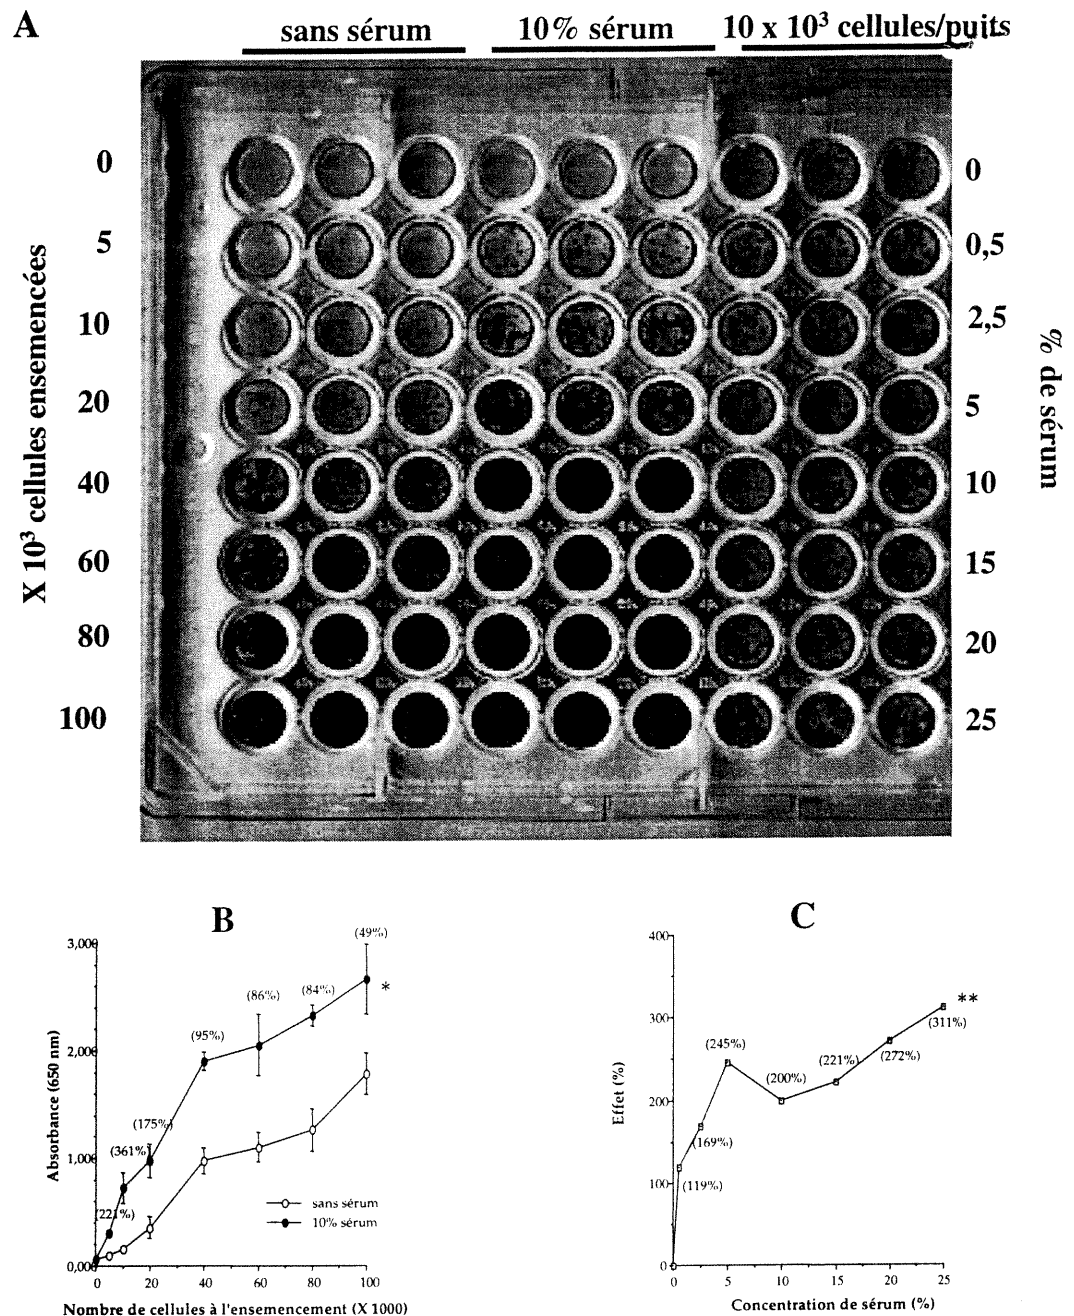 A
sans sérum
10% sérum
10 x 10³ cellules/puits
X 10³ cellules ensemencées
0
5
10
20
40
60
80
100
0
0,5
2,5
5
10
15
20
25
% de sérum
B
Absorbance (650 nm)
3,000
2,000
1,000
0,000
(221%)
(361%)
(175%)
(95%)
(86%)
(84%)
(49%)
*
sans sérum
10% sérum
0 20 40 60 80 100
Nombre de cellules à l'ensemencement (X 1000)
C
Effet (%)
400
300
200
100
0
(119%)
(169%)
(245%)
(200%)
(221%)
(272%)
(311%)
**
0 5 10 15 20 25
Concentration de sérum (%)